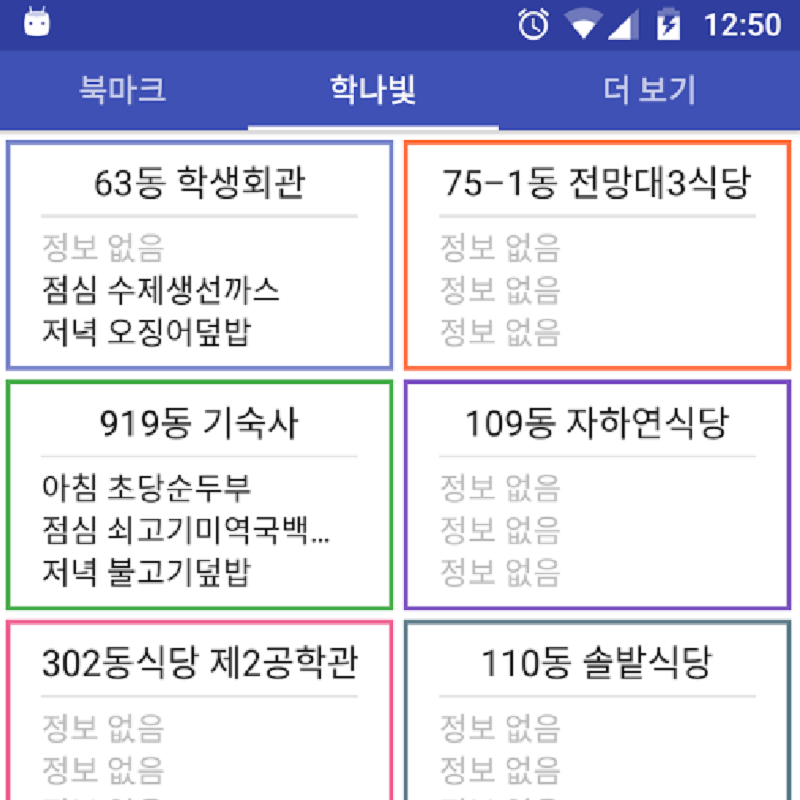 12:50
북마크 학나빛 더 보기
63동 학생회관
정보 없음
점심 수제생선까스
저녁 오징어덮밥
75-1동 전망대3식당
정보 없음
정보 없음
정보 없음
919동 기숙사
아침 초당순두부
점심 쇠고기미역국백...
저녁 불고기덮밥
109동 자하연식당
정보 없음
정보 없음
정보 없음
302동식당 제2공학관
정보 없음
정보 없음
110동 솔밭식당
정보 없음
정보 없음